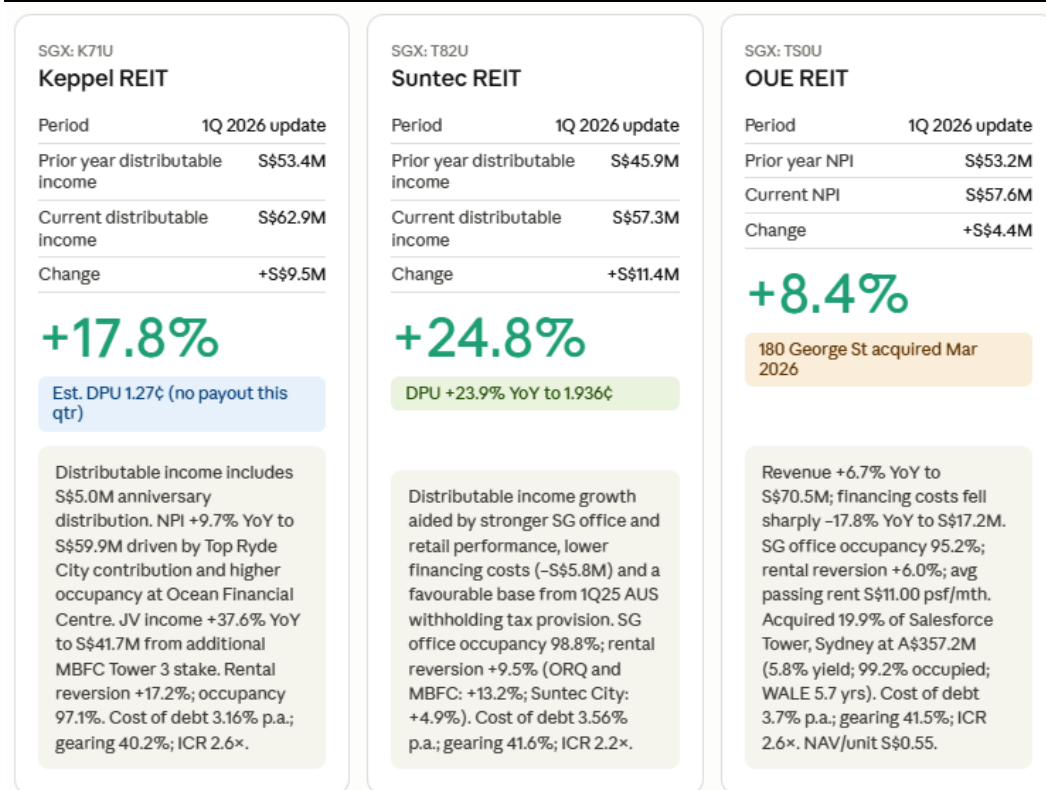 SGX: K71U
Keppel REIT
Period 1Q 2026 update
Prior year distributable S$53.4M
income
Current distributable S$62.9M
income
Change +S$9.5M
+17.8%
Est. DPU 1.27¢ (no payout this
qtr)
Distributable income includes
S$5.0M anniversary
distribution. NPI +9.7% YoY to
S$59.9M driven by Top Ryde
City contribution and higher
occupancy at Ocean Financial
Centre. JV income +37.6% YoY
to S$41.7M from additional
MBFC Tower 3 stake. Rental
reversion +17.2%; occupancy
97.1%. Cost of debt 3.16% p.a.;
gearing 40.2%; ICR 2.6×.
SGX: T82U
Suntec REIT
Period 1Q 2026 update
Prior year distributable S$45.9M
income
Current distributable S$57.3M
income
Change +S$11.4M
+24.8%
DPU +23.9% YoY to 1.936¢
Distributable income growth
aided by stronger SG office and
retail performance, lower
financing costs (−S$5.8M) and a
favourable base from 1Q25 AUS
withholding tax provision. SG
office occupancy 98.8%; rental
reversion +9.5% (ORQ and
MBFC: +13.2%; Suntec City:
+4.9%). Cost of debt 3.56%
p.a.; gearing 41.6%; ICR 2.2×.
SGX: TS0U
OUE REIT
Period 1Q 2026 update
Prior year NPI S$53.2M
Current NPI S$57.6M
Change +S$4.4M
+8.4%
180 George St acquired Mar
2026
Revenue +6.7% YoY to
S$70.5M; financing costs fell
sharply −17.8% YoY to S$17.2M.
SG office occupancy 95.2%;
rental reversion +6.0%; avg
passing rent S$11.00 psf/mth.
Acquired 19.9% of Salesforce
Tower, Sydney at A$357.2M
(5.8% yield; 99.2% occupied;
WALE 5.7 yrs). Cost of debt
3.7% p.a.; gearing 41.5%; ICR
2.6×. NAV/unit S$0.55.